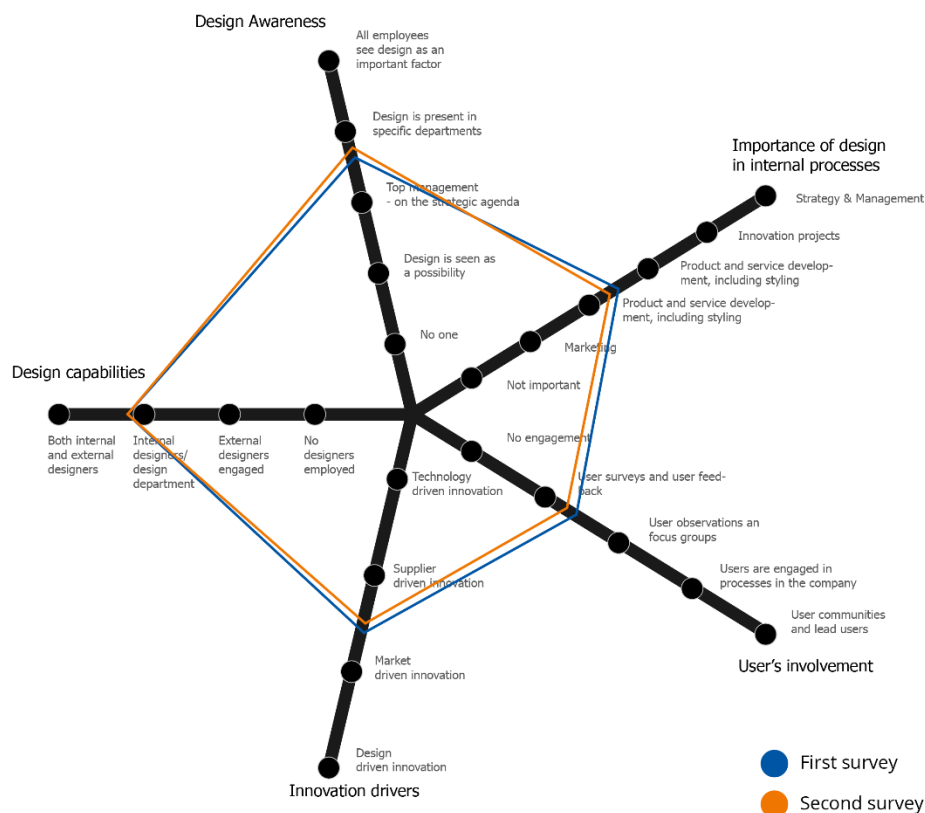 Design Awareness
All employees
see design as an
important factor
Design is present in
specific departments
Top management
- on the strategic agenda
Design is seen as
a possibility
No one
Importance of design
in internal processes
Strategy & Management
Innovation projects
Product and service develop-
ment, including styling
Product and service develop-
ment, including styling
Marketing
Not important
Design capabilities
Both internal
and external
designers
Internal
designers/
design
department
External
designers
engaged
No
designers
employed
No engagement
User surveys and user feed-
back
User observations an
focus groups
Users are engaged in
processes in the company
User communities
and lead users
User's involvement
Technology
driven innovation
Supplier
driven innovation
Market
driven innovation
Design
driven innovation
Innovation drivers
First survey
Second survey